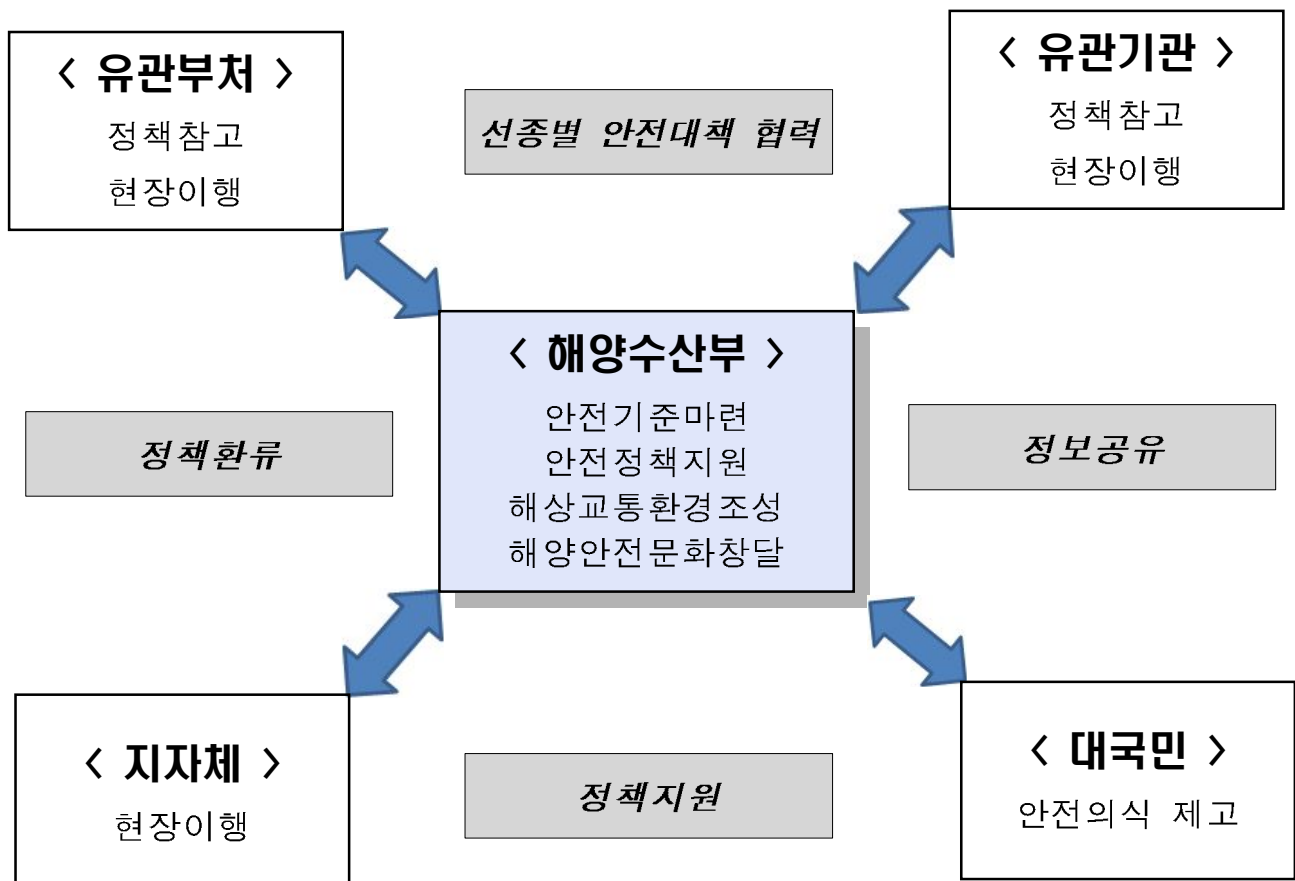 < 유관부처 >
정책참고
현장이행
선종별 안전대책 협력
< 유관기관 >
정책참고
현장이행
< 해양수산부 >
안전기준마련
안전정책지원
해상교통환경조성
해양안전문화창달
정책환류
정보공유
< 지자체 >
현장이행
정책지원
< 대국민 >
안전의식 제고